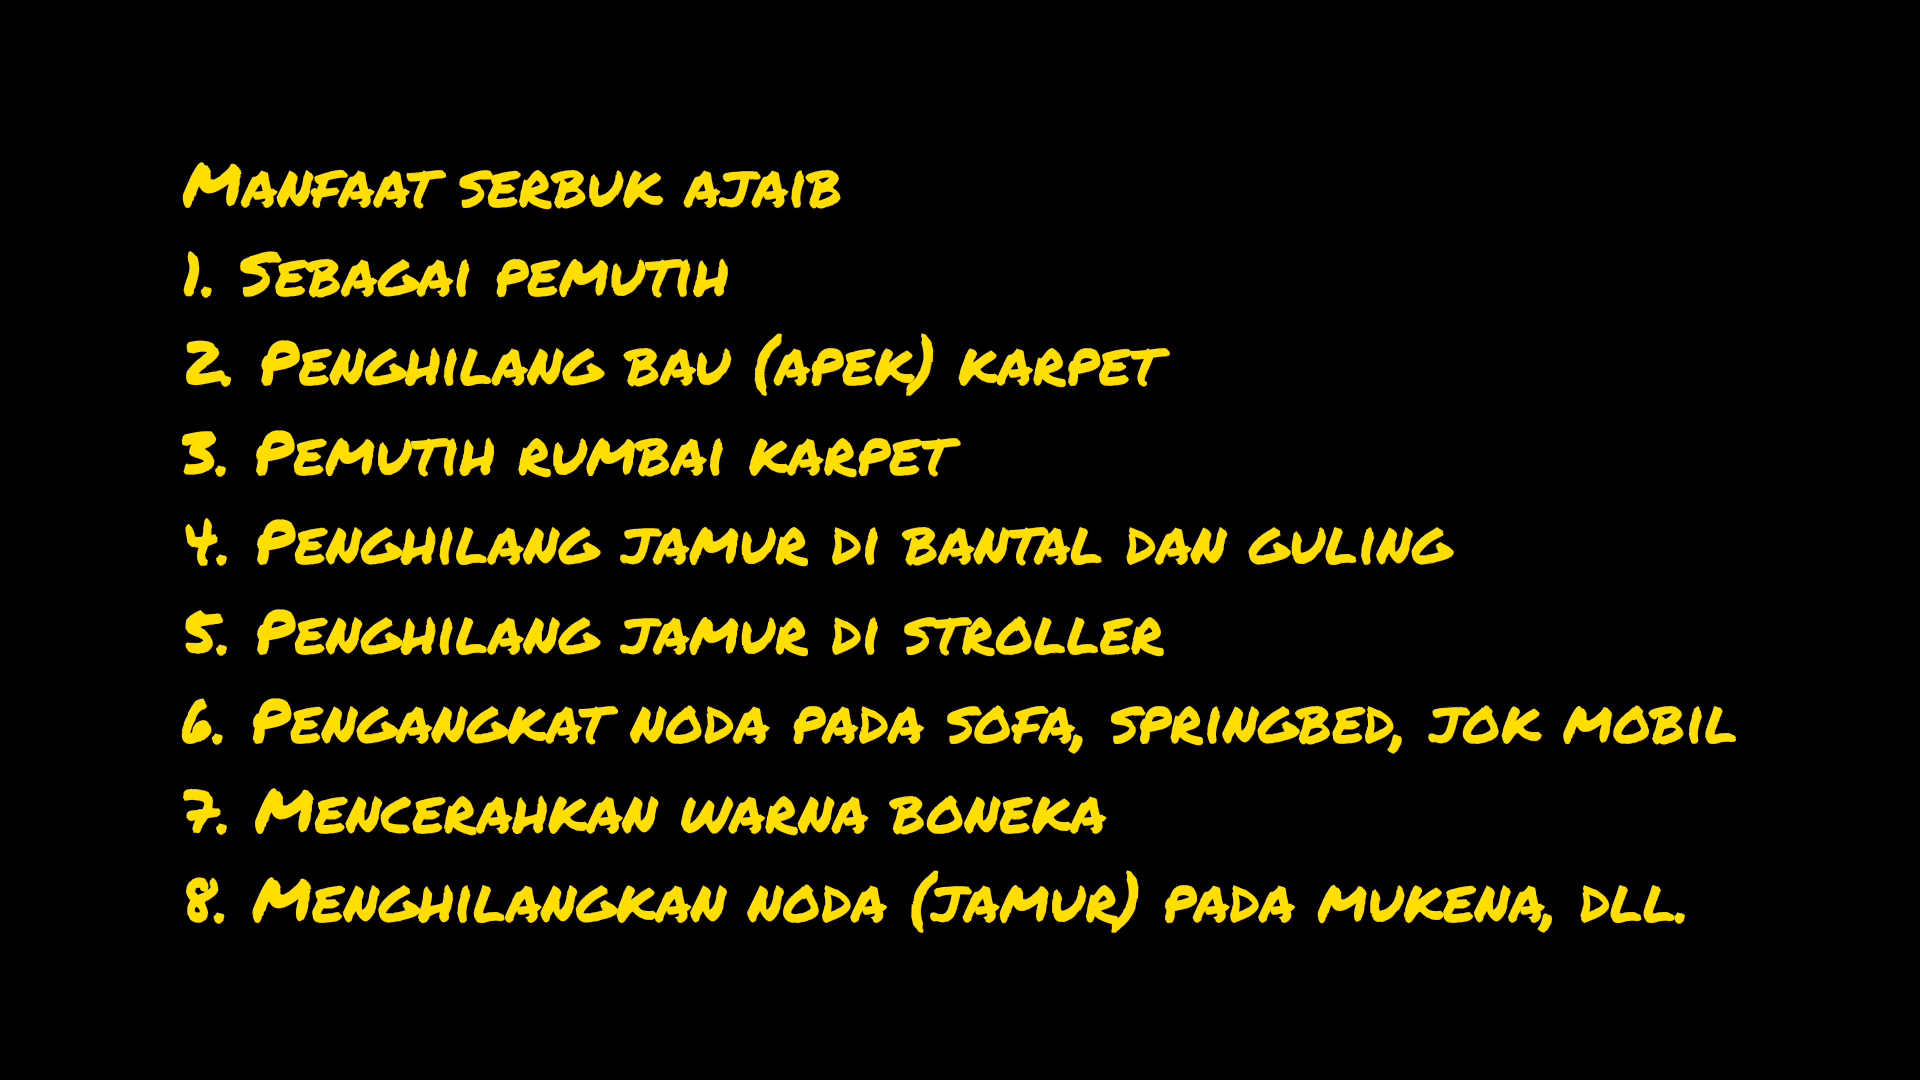 Manfaat serbuk ajaib
1. Sebagai pemutih
2. Penghilang bau (apek) karpet
3. Pemutih rumbai karpet
4. Penghilang jamur di bantal dan guling
5. Penghilang jamur di stroller
6. Pengangkat noda pada sofa, springbed, jok mobil
7. Mencerahkan warna boneka
8. Menghilangkan noda (jamur) pada mukena, dll.